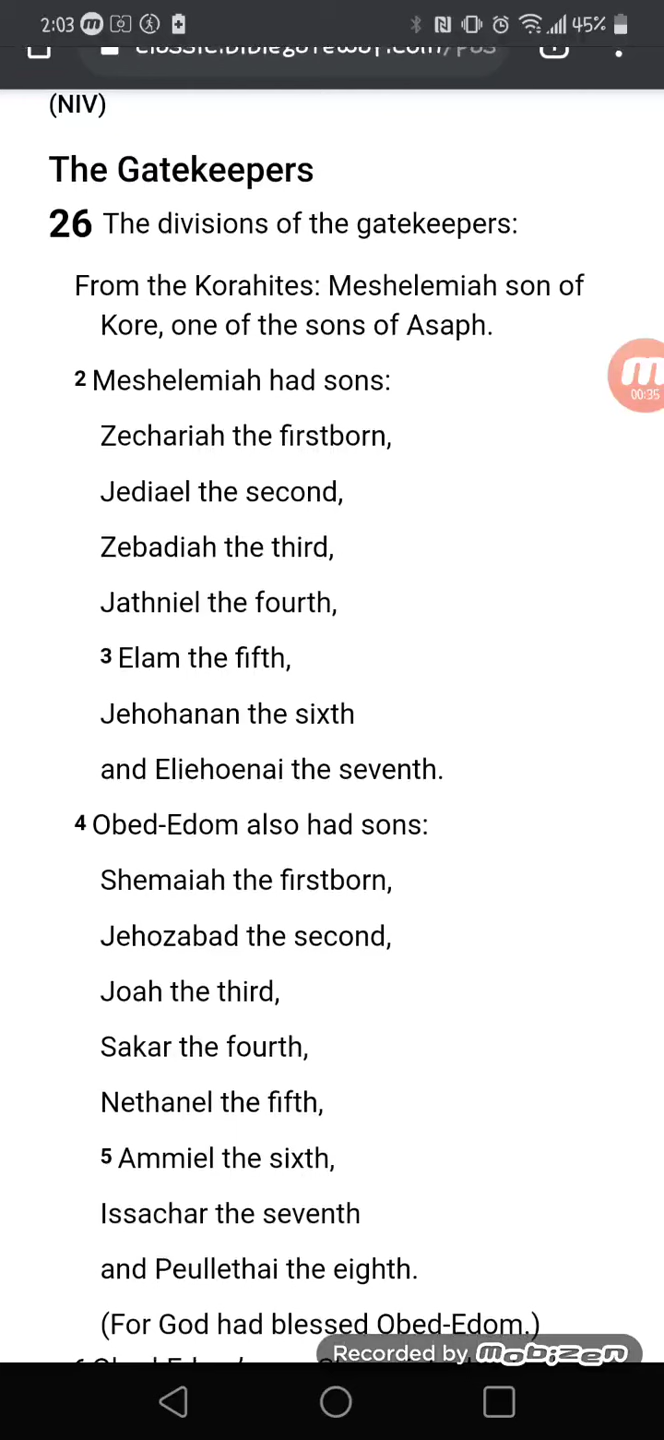 2:03 45%
(NIV)
The Gatekeepers
26 The divisions of the gatekeepers:
From the Korahites: Meshelemiah son of
Kore, one of the sons of Asaph.
00:35
2 Meshelemiah had sons:
Zechariah the firstborn,
Jediael the second,
Zebadiah the third,
Jathniel the fourth,
3 Elam the fifth,
Jehohanan the sixth
and Eliehoenai the seventh.
4 Obed-Edom also had sons:
Shemaiah the firstborn,
Jehozabad the second,
Joah the third,
Sakar the fourth,
Nethanel the fifth,
5 Ammiel the sixth,
Issachar the seventh
and Peullethai the eighth.
(For God had blessed Obed-Edom.)
Recorded by mobizen